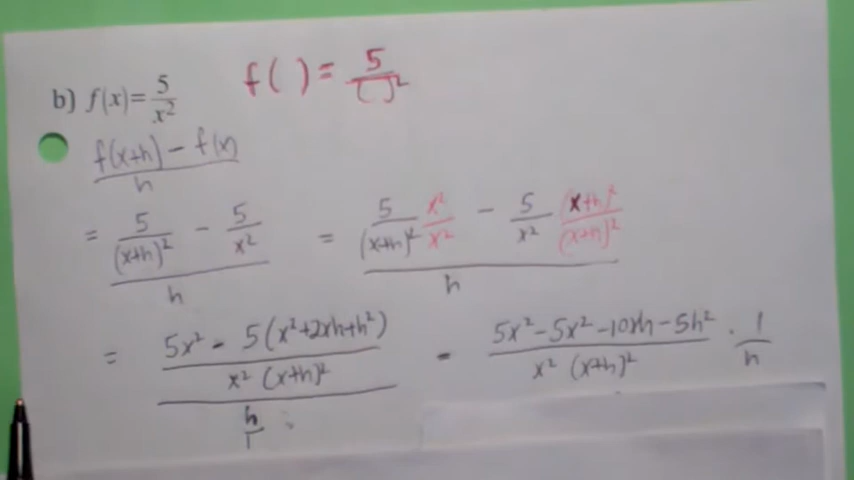 b) f(x)=5/x²   f( ) = 5/( )²
(f(x+h) - f(x))/h
= (5/(x+h)² - 5/x²)/h = (5/(x+h)² x²/x² - 5/x² (x+h)²/(x+h)²)/h
= ((5x² - 5(x²+2xh+h²))/(x² (x+h)²))/(h/1) = (5x²-5x²-10xh-5h²)/(x² (x+h)²) · 1/h